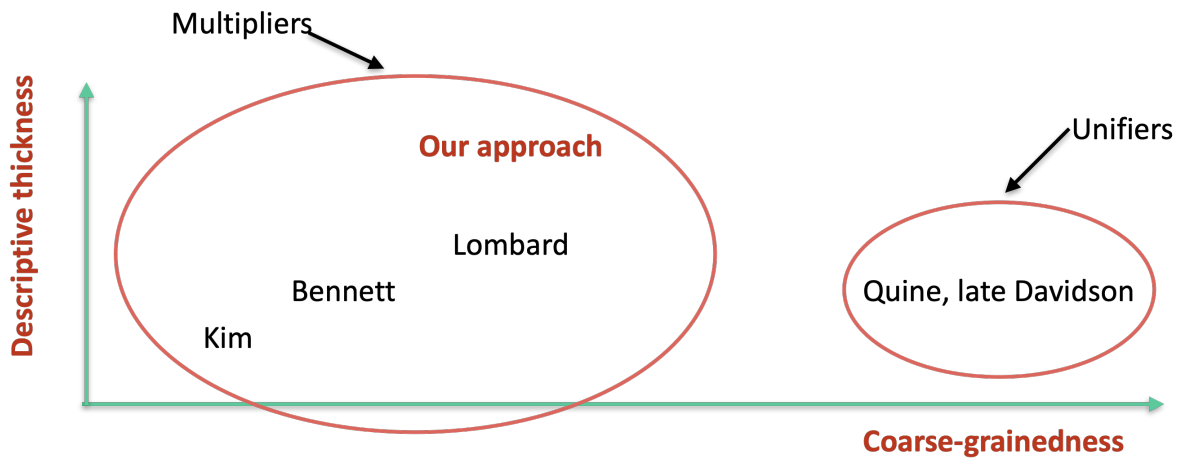 Multipliers
Unifiers
Descriptive thickness
Our approach
Lombard
Bennett
Quine, late Davidson
Kim
Coarse-grainedness